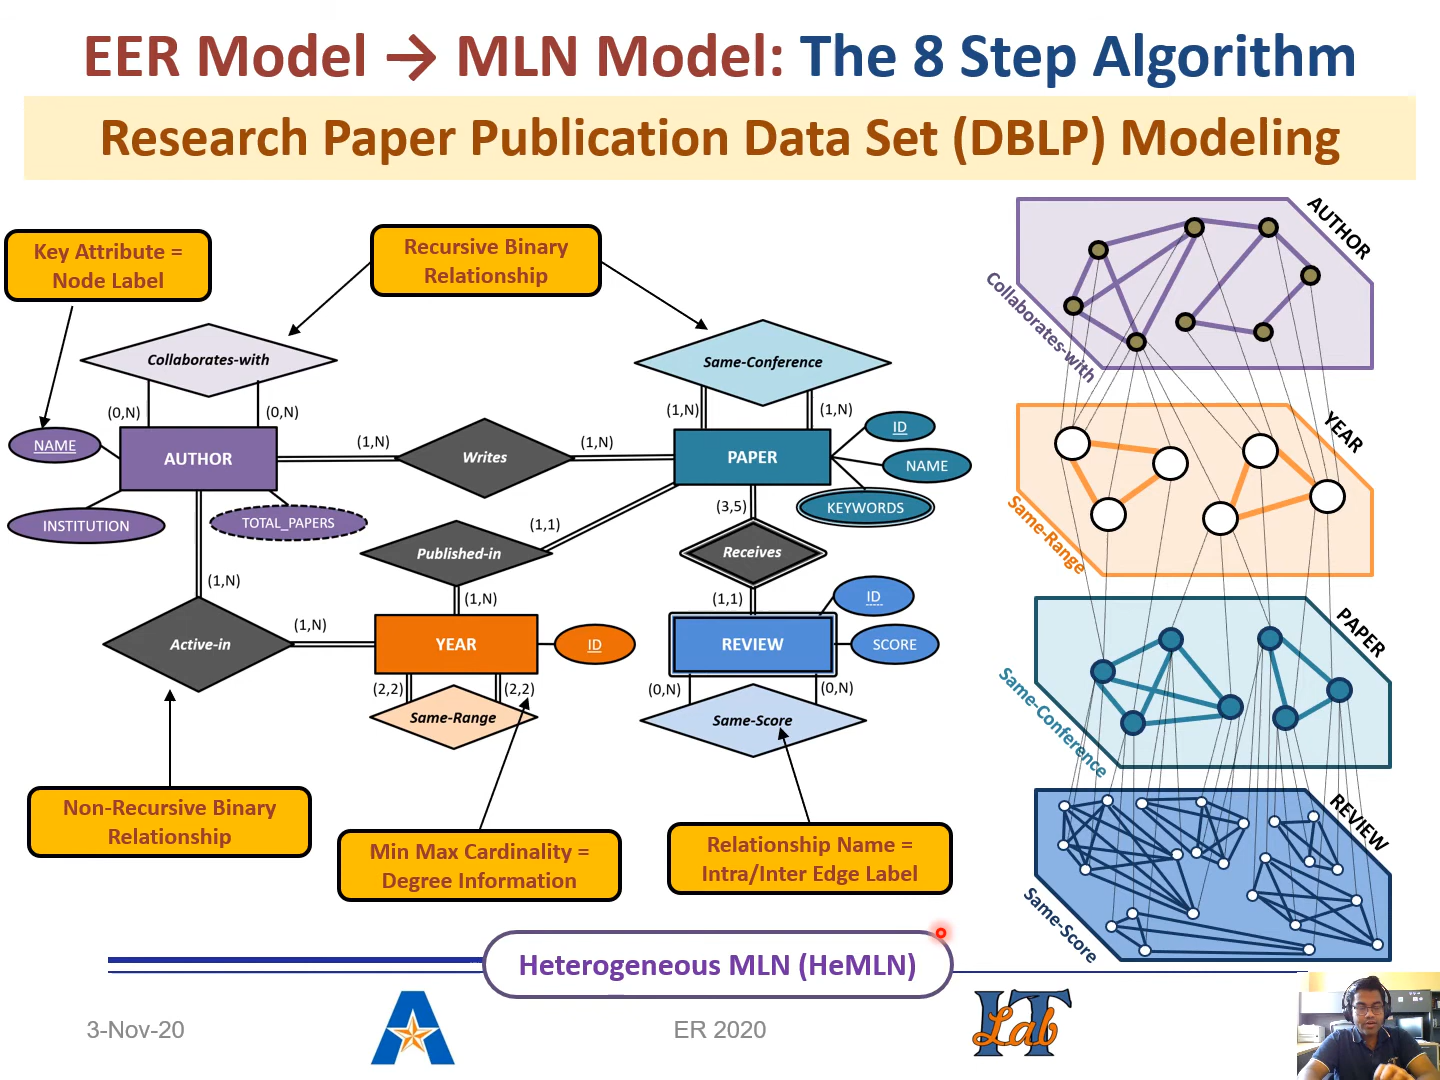 EER Model → MLN Model: The 8 Step Algorithm
Research Paper Publication Data Set (DBLP) Modeling
Key Attribute =
Node Label
Recursive Binary
Relationship
Collaborates-with
Same-Conference
(0,N)
(0,N)
(1,N)
(1,N)
NAME
AUTHOR
(1,N)
Writes
(1,N)
PAPER
ID
NAME
KEYWORDS
INSTITUTION
TOTAL_PAPERS
(3,5)
(1,1)
Published-in
Receives
(1,N)
(1,N)
(1,1)
ID
(1,N)
Active-in
YEAR
ID
REVIEW
SCORE
(2,2)
(2,2)
(0,N)
(0,N)
Same-Range
Same-Score
Non-Recursive Binary
Relationship
Min Max Cardinality =
Degree Information
Relationship Name =
Intra/Inter Edge Label
AUTHOR
Collaborates-with
YEAR
Same-Range
PAPER
Same-Conference
REVIEW
Same-Score
Heterogeneous MLN (HeMLN)
3-Nov-20
A
ER 2020
IT
Lab